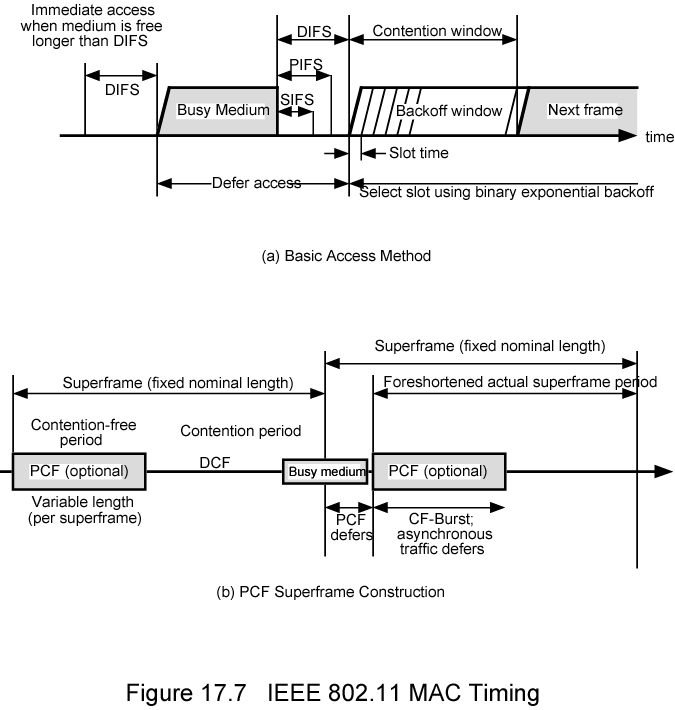 Immediate access
when medium is free
longer than DIFS
DIFS
Contention window
PIFS
DIFS
SIFS
Busy Medium
Backoff window
Next frame
time
Slot time
Defer access
Select slot using binary exponential backoff
(a) Basic Access Method
Superframe (fixed nominal length)
Superframe (fixed nominal length)
Foreshortened actual superframe period
Contention-free
period
Contention period
DCF
PCF (optional)
Busy medium
PCF (optional)
Variable length
(per superframe)
PCF
defers
CF-Burst;
asynchronous
traffic defers
(b) PCF Superframe Construction
Figure 17.7 IEEE 802.11 MAC Timing